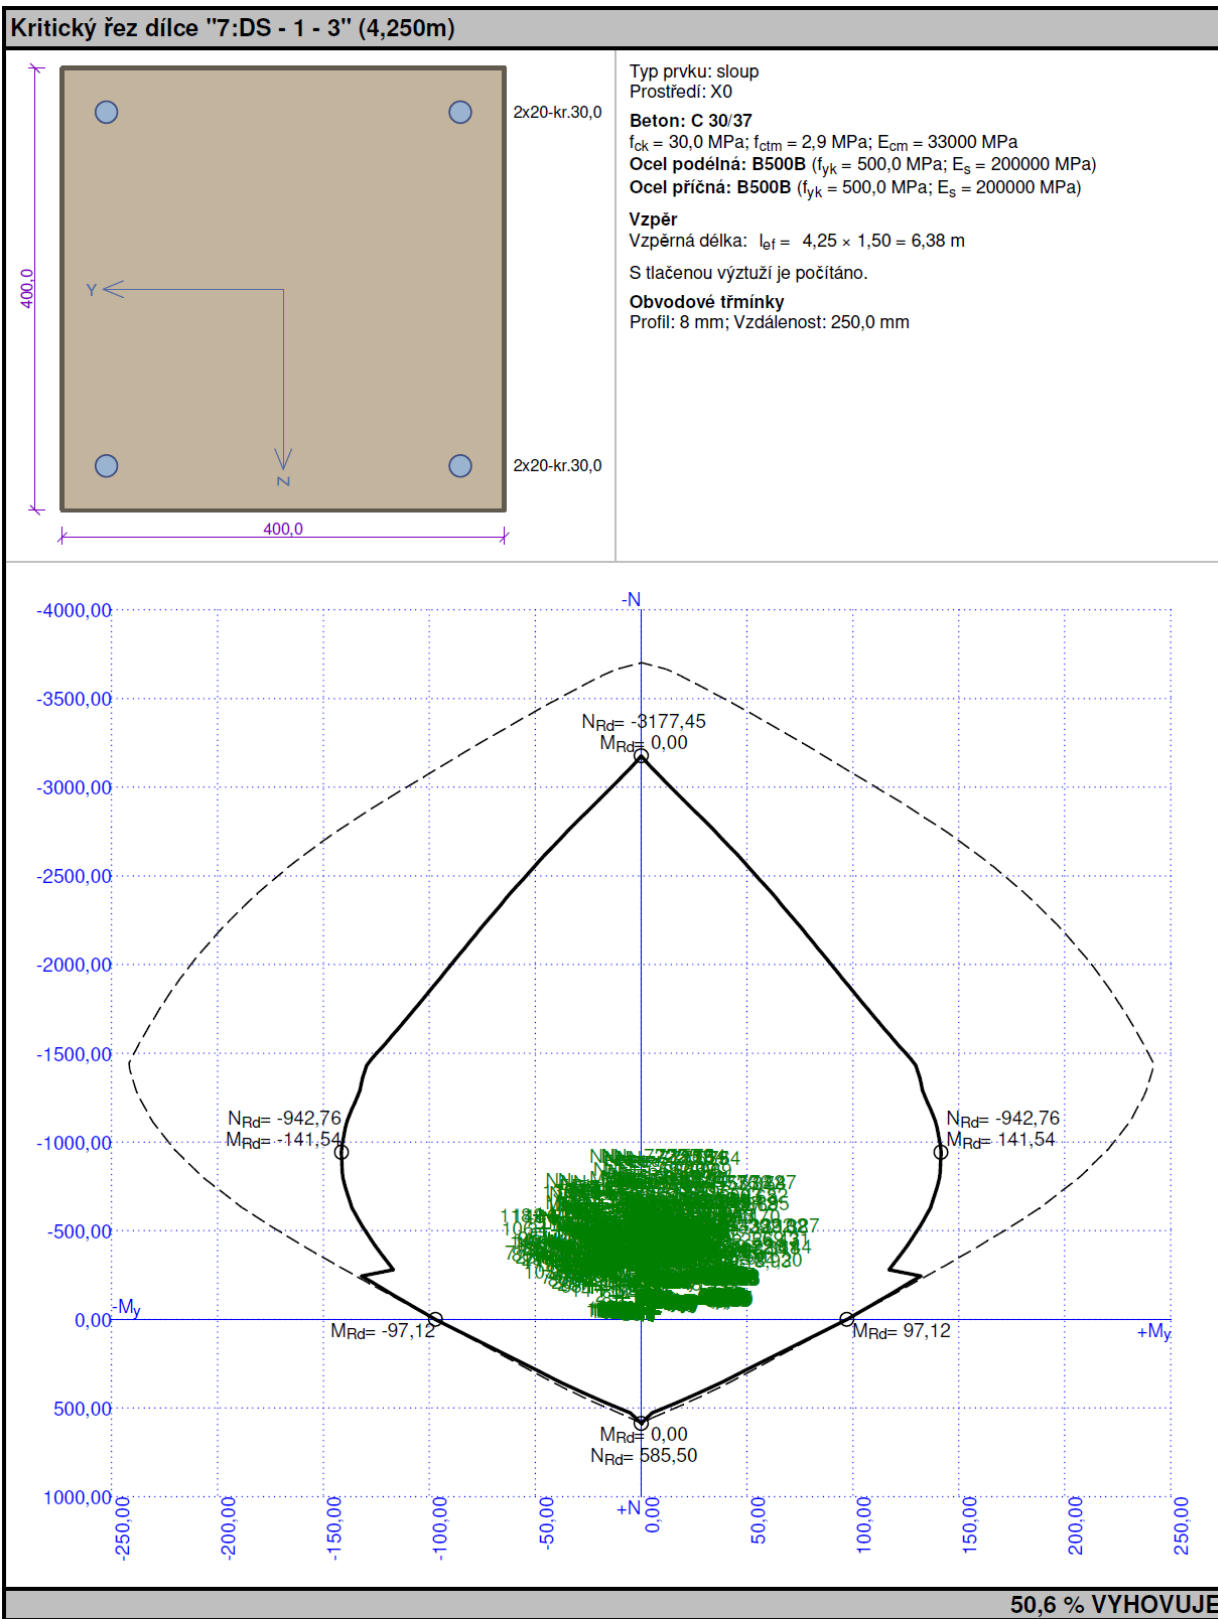 Kritický řez dílce "7:DS - 1 - 3" (4,250m)
2x20-kr.30,0
400,0
Y
Z
2x20-kr.30,0
400,0
Typ prvku: sloup
Prostředí: X0
Beton: C 30/37
fck = 30,0 MPa; fctm = 2,9 MPa; Ecm = 33000 MPa
Ocel podélná: B500B (fyk = 500,0 MPa; Es = 200000 MPa)
Ocel příčná: B500B (fyk = 500,0 MPa; Es = 200000 MPa)
Vzpěr
Vzpěrná délka: lef = 4,25 × 1,50 = 6,38 m
S tlačenou výztuží je počítáno.
Obvodové třmínky
Profil: 8 mm; Vzdálenost: 250,0 mm
-N
-4000,00
-3500,00
NRd= -3177,45
MRd= 0,00
-3000,00
-2500,00
-2000,00
-1500,00
NRd= -942,76
MRd= -141,54
NRd= -942,76
MRd= 141,54
-1000,00
-500,00
-My
0,00
MRd= -97,12
MRd= 97,12
+My
500,00
MRd= 0,00
NRd= 585,50
1000,00
+N
-250,00
-200,00
-150,00
-100,00
-50,00
0,00
50,00
100,00
150,00
200,00
250,00
50,6 % VYHOVUJE